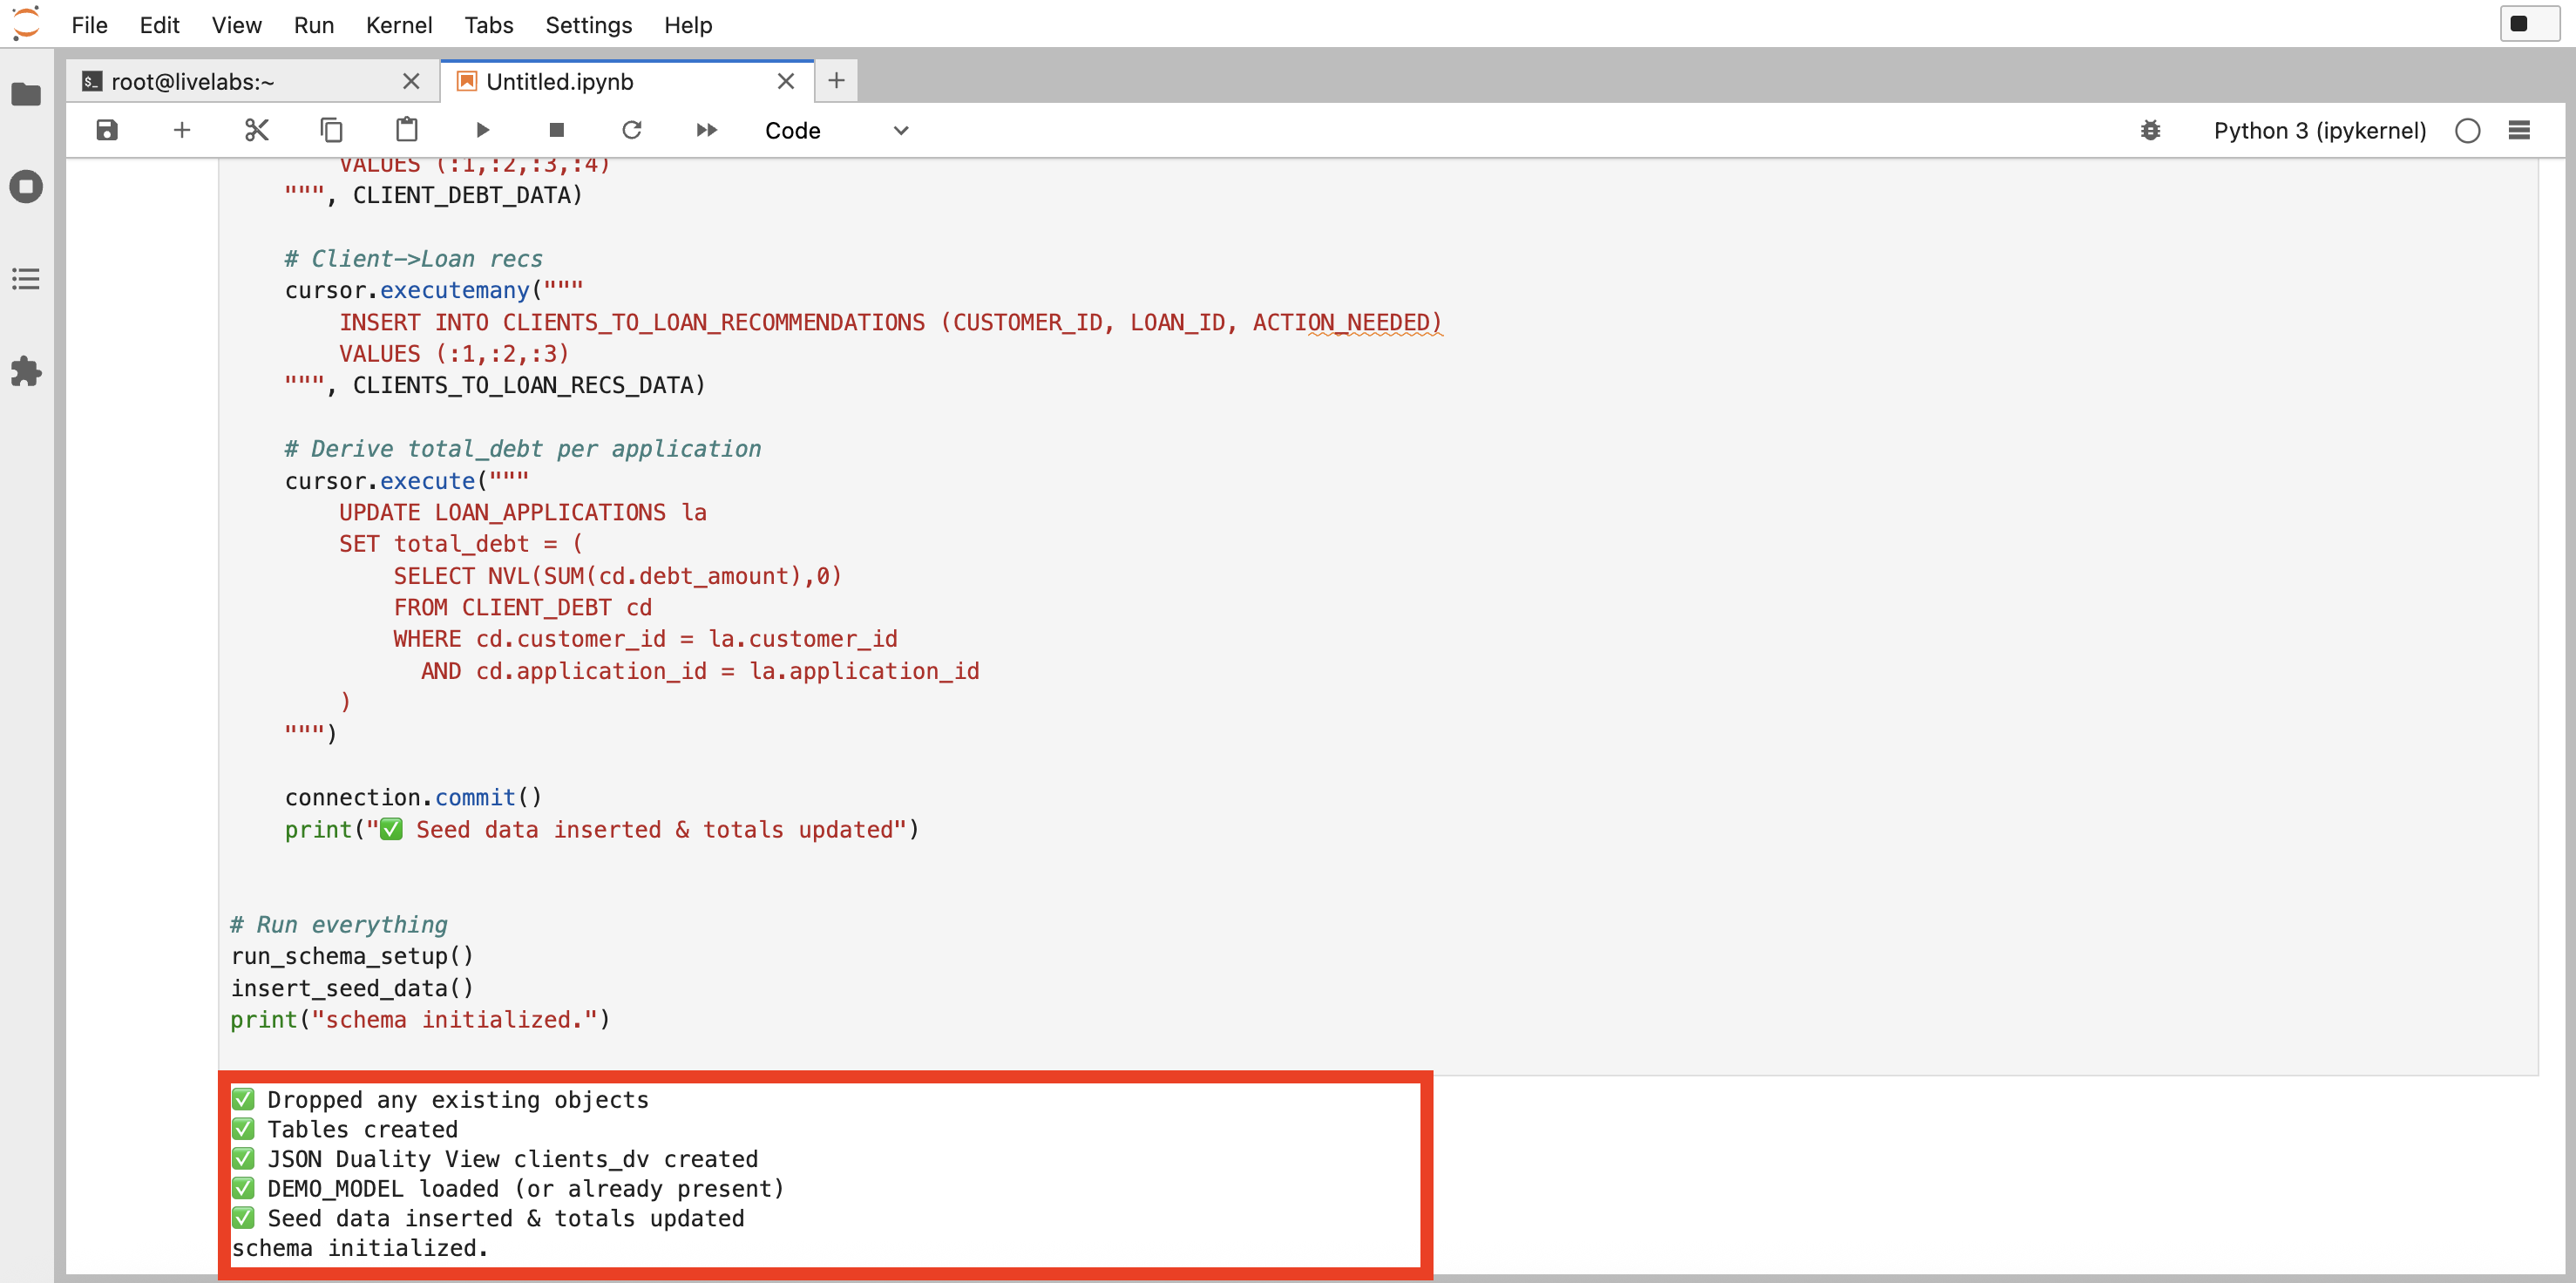 File Edit View Run Kernel Tabs Settings Help
root@livelabs:~ Untitled.ipynb
Code Python 3 (ipykernel)
        VALUES (:1,:2,:3,:4)
    """, CLIENT_DEBT_DATA)
    # Client->Loan recs
    cursor.executemany("""
        INSERT INTO CLIENTS_TO_LOAN_RECOMMENDATIONS (CUSTOMER_ID, LOAN_ID, ACTION_NEEDED)
        VALUES (:1,:2,:3)
    """, CLIENTS_TO_LOAN_RECS_DATA)
    # Derive total_debt per application
    cursor.execute("""
        UPDATE LOAN_APPLICATIONS la
        SET total_debt = (
            SELECT NVL(SUM(cd.debt_amount),0)
            FROM CLIENT_DEBT cd
            WHERE cd.customer_id = la.customer_id
              AND cd.application_id = la.application_id
        )
    """)
    connection.commit()
    print("✅ Seed data inserted & totals updated")
# Run everything
run_schema_setup()
insert_seed_data()
print("schema initialized.")
✅ Dropped any existing objects
✅ Tables created
✅ JSON Duality View clients_dv created
✅ DEMO_MODEL loaded (or already present)
✅ Seed data inserted & totals updated
schema initialized.